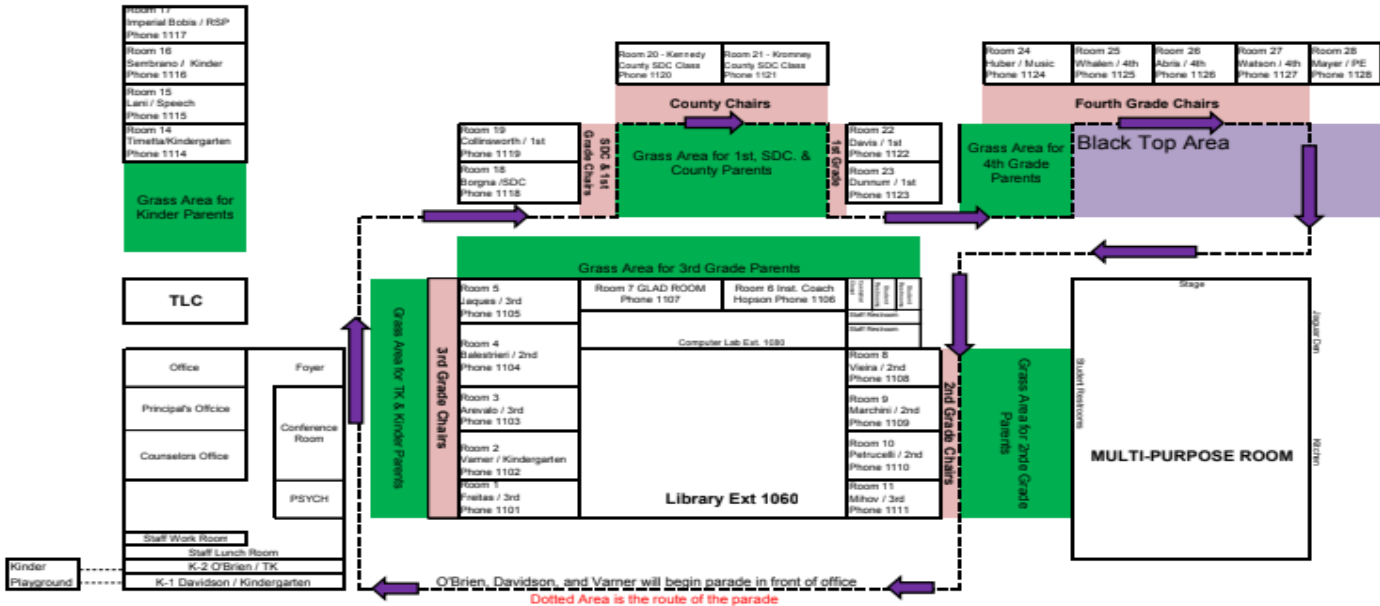 Room 17
Imperial Bobis / RSP
Phone 1117
Room 16
Sembrano / Kinder
Phone 1116
Room 15
Lani / Speech
Phone 1115
Room 14
Timetta/Kindergarten
Phone 1114
Grass Area for
Kinder Parents
TLC
Office
Foyer
Principal's Offcice
Conference
Room
Counselors Office
PSYCH
Staff Work Room
Staff Lunch Room
K-2 O'Brien / TK
K-1 Davidson / Kindergarten
Kinder
Playground
Room 19
Collinsworth / 1st
Phone 1119
Room 18
Borgna /SDC
Phone 1118
SDC & 1st
Grade Chairs
Room 20 - Kennedy
County SDC Class
Phone 1120
Room 21 - Kromney
County SDC Class
Phone 1121
County Chairs
Grass Area for 1st, SDC. &
County Parents
1st Grade
Room 22
Davis / 1st
Phone 1122
Room 23
Dunnum / 1st
Phone 1123
Room 24
Huber / Music
Phone 1124
Room 25
Whalen / 4th
Phone 1125
Room 26
Abris / 4th
Phone 1126
Room 27
Watson / 4th
Phone 1127
Room 28
Mayer / PE
Phone 1128
Fourth Grade Chairs
Grass Area for
4th Grade
Parents
Black Top Area
Grass Area for 3rd Grade Parents
Grass Area for TK & Kinder Parents
3rd Grade Chairs
Room 5
Jaques / 3rd
Phone 1105
Room 4
Balestrieri / 2nd
Phone 1104
Room 3
Arevalo / 3rd
Phone 1103
Room 2
Varner / Kindergarten
Phone 1102
Room 1
Freitas / 3rd
Phone 1101
Room 7 GLAD ROOM
Phone 1107
Room 6 Inst. Coach
Hopson Phone 1106
Student
Restrooms
Student
Restrooms
Staff Restroom
Staff Restroom
Computer Lab Ext. 1080
Library Ext 1060
Room 8
Vieira / 2nd
Phone 1108
Room 9
Marchini / 2nd
Phone 1109
Room 10
Petrucelli / 2nd
Phone 1110
Room 11
Mihov / 3rd
Phone 1111
2nd Grade Chairs
Grass Area for 2nde Grade
Parents
Stage
Student Restrooms
Jaguar Den
Kitchen
MULTI-PURPOSE ROOM
O'Brien, Davidson, and Varner will begin parade in front of office
Dotted Area is the route of the parade